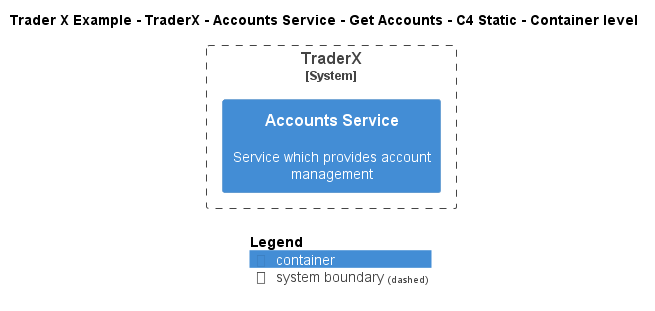 Trader X Example - TraderX - Accounts Service - Get Accounts - C4 Static - Container level
TraderX
[System]
Accounts Service
Service which provides account
management
Legend
container
system boundary (dashed)